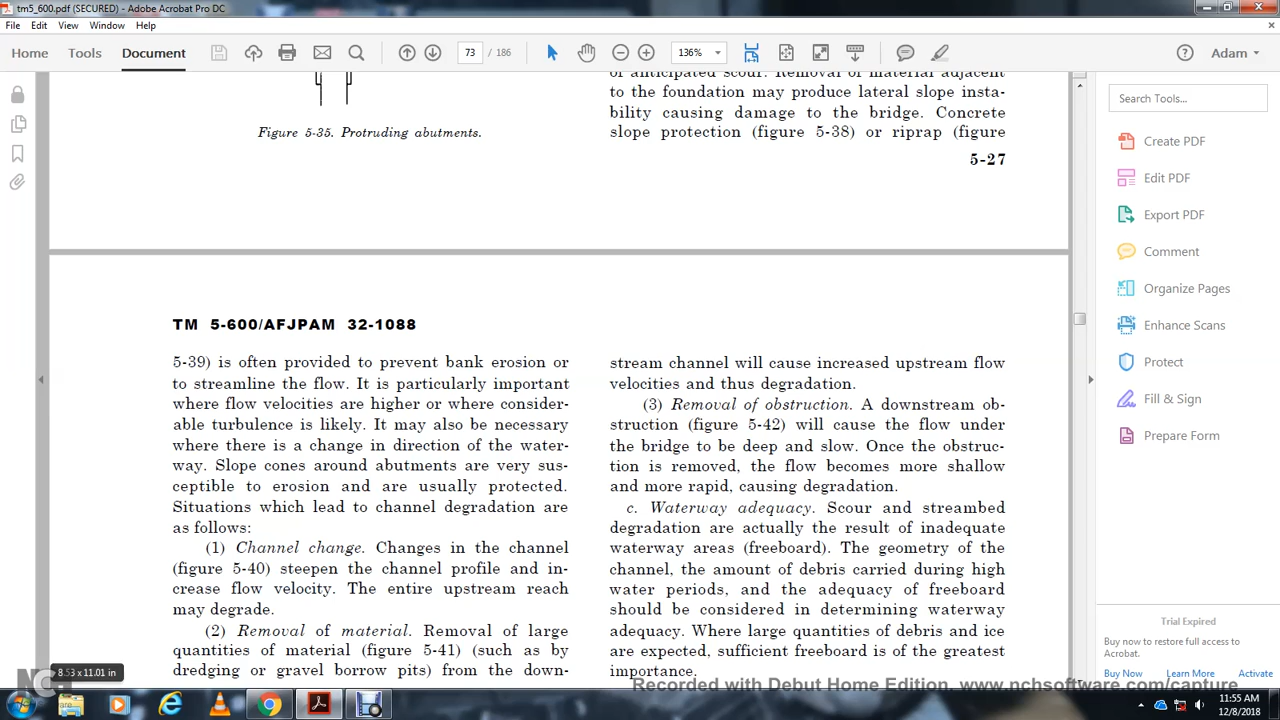 tm5_600.pdf (SECURED) - Adobe Acrobat Pro DC
File Edit View Window Help
Home Tools Document 73 / 186 136% Adam
Figure 5-35. Protruding abutments.
of anticipated scour. Removal of material adjacent
to the foundation may produce lateral slope insta-
bility causing damage to the bridge. Concrete
slope protection (figure 5-38) or riprap (figure
5-27
TM 5-600/AFJPAM 32-1088
5-39) is often provided to prevent bank erosion or
to streamline the flow. It is particularly important
where flow velocities are higher or where consider-
able turbulence is likely. It may also be necessary
where there is a change in direction of the water-
way. Slope cones around abutments are very sus-
ceptible to erosion and are usually protected.
Situations which lead to channel degradation are
as follows:
(1) Channel change. Changes in the channel
(figure 5-40) steepen the channel profile and in-
crease flow velocity. The entire upstream reach
may degrade.
(2) Removal of material. Removal of large
quantities of material (figure 5-41) (such as by
dredging or gravel borrow pits) from the down-
stream channel will cause increased upstream flow
velocities and thus degradation.
(3) Removal of obstruction. A downstream ob-
struction (figure 5-42) will cause the flow under
the bridge to be deep and slow. Once the obstruc-
tion is removed, the flow becomes more shallow
and more rapid, causing degradation.
c. Waterway adequacy. Scour and streambed
degradation are actually the result of inadequate
waterway areas (freeboard). The geometry of the
channel, the amount of debris carried during high
water periods, and the adequacy of freeboard
should be considered in determining waterway
adequacy. Where large quantities of debris and ice
are expected, sufficient freeboard is of the greatest
importance.
Search Tools...
Create PDF
Edit PDF
Export PDF
Comment
Organize Pages
Enhance Scans
Protect
Fill & Sign
Prepare Form
Trial Expired
Buy now to restore full access to
Acrobat.
Buy Now Learn More Activate
8.53 x 11.01 in
NCH
Recorded with Debut Home Edition. www.nchsoftware.com/capture
11:55 AM
12/8/2018